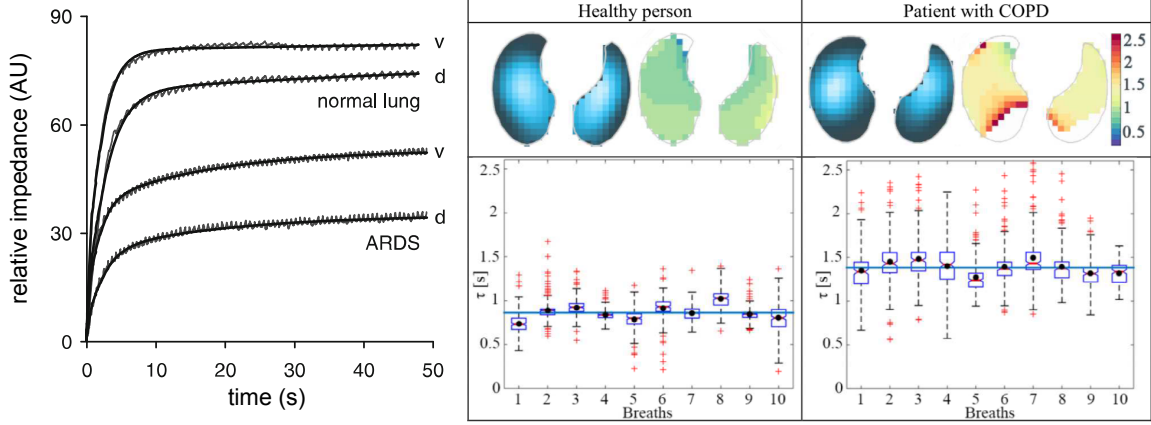 relative impedance (AU)
90
60
30
0
v
d
normal lung
v
d
ARDS
0 10 20 30 40 50
time (s)
Healthy person
Patient with COPD
2.5
2
1.5
1
0.5
2.5
2
1.5
1
0.5
0
τ [s]
1 2 3 4 5 6 7 8 9 10
Breaths
2.5
2
1.5
1
0.5
0
τ [s]
1 2 3 4 5 6 7 8 9 10
Breaths